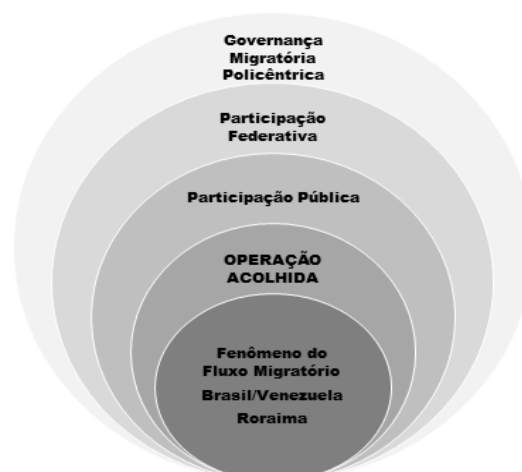 Governança
Migratória
Policêntrica
Participação
Federativa
Participação Pública
OPERAÇÃO
ACOLHIDA
Fenômeno do
Fluxo Migratório
Brasil/Venezuela
Roraima